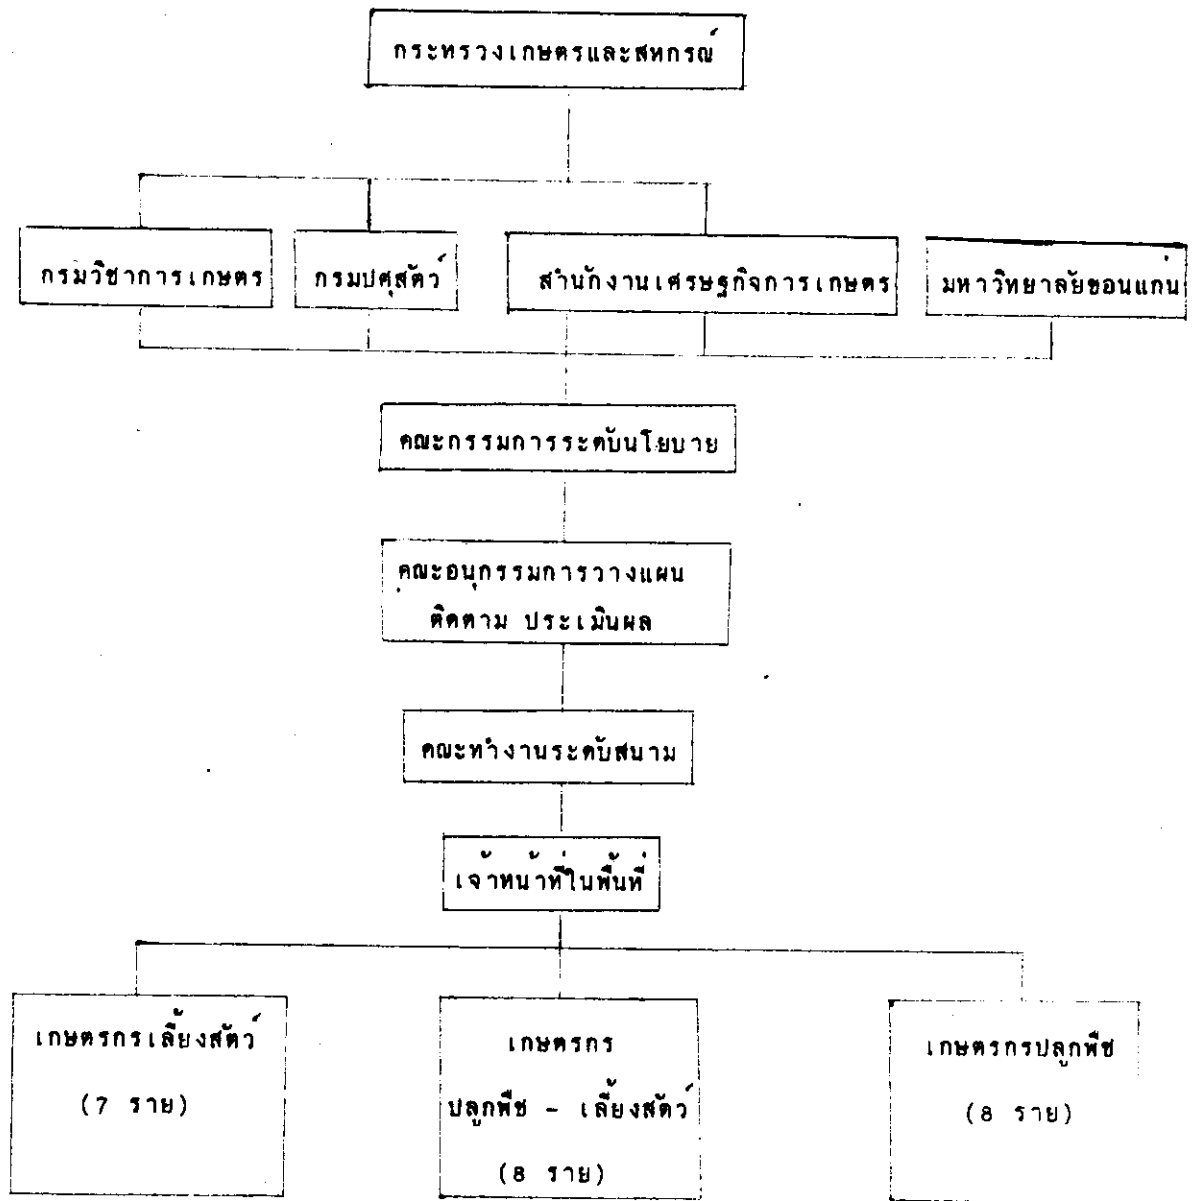 กระทรวงเกษตรและสหกรณ์
กรมวิชาการเกษตร
กรมปศุสัตว์
สำนักงานเศรษฐกิจการเกษตร
มหาวิทยาลัยขอนแก่น
คณะกรรมการระดับนโยบาย
คณะอนุกรรมการวางแผน
ติดตาม ประเมินผล
คณะทำงานระดับสนาม
เจ้าหน้าที่ในพื้นที่
เกษตรกรเลี้ยงสัตว์
(7 ราย)
เกษตรกร
ปลูกพืช - เลี้ยงสัตว์
(8 ราย)
เกษตรกรปลูกพืช
(8 ราย)